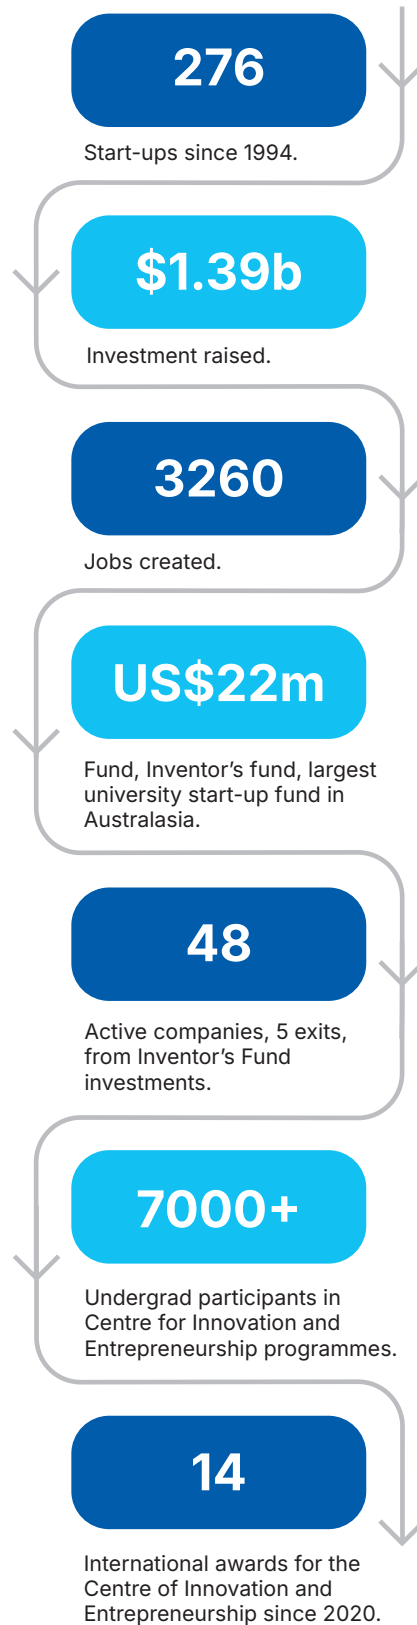 276
Start-ups since 1994.
$1.39b
Investment raised.
3260
Jobs created.
US$22m
Fund, Inventor’s fund, largest
university start-up fund in
Australasia.
48
Active companies, 5 exits,
from Inventor’s Fund
investments.
7000+
Undergrad participants in
Centre for Innovation and
Entrepreneurship programmes.
14
International awards for the
Centre of Innovation and
Entrepreneurship since 2020.